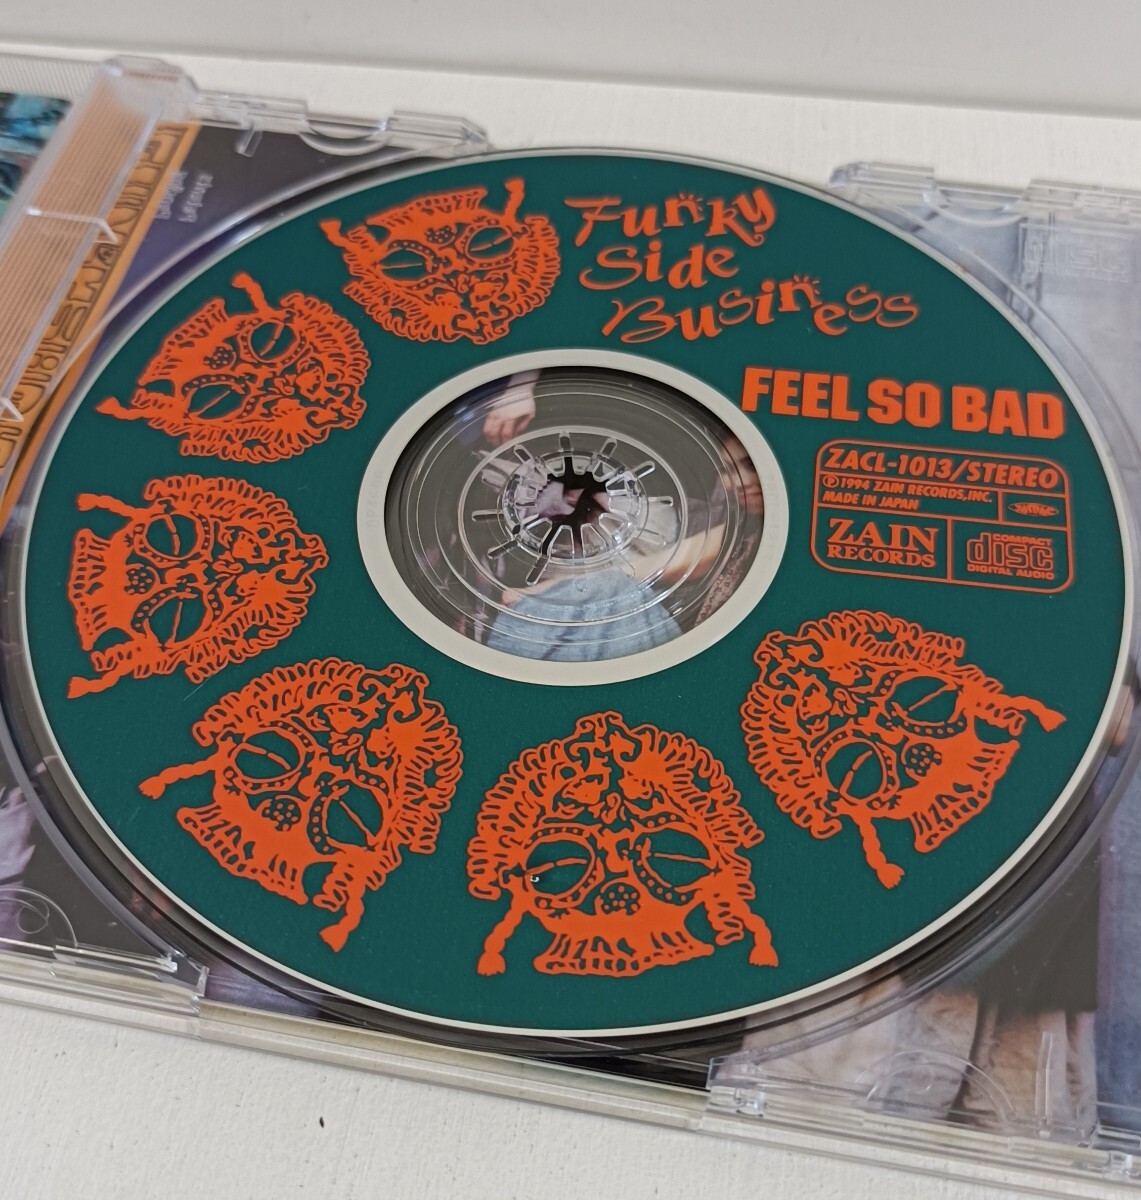 Funky
Side
Business
FEEL SO BAD
ZACL-1013/STEREO
Ⓟ1994 ZAIN RECORDS,INC.
MADE IN JAPAN
ZAIN
RECORDS
COMPACT
disc
DIGITAL AUDIO